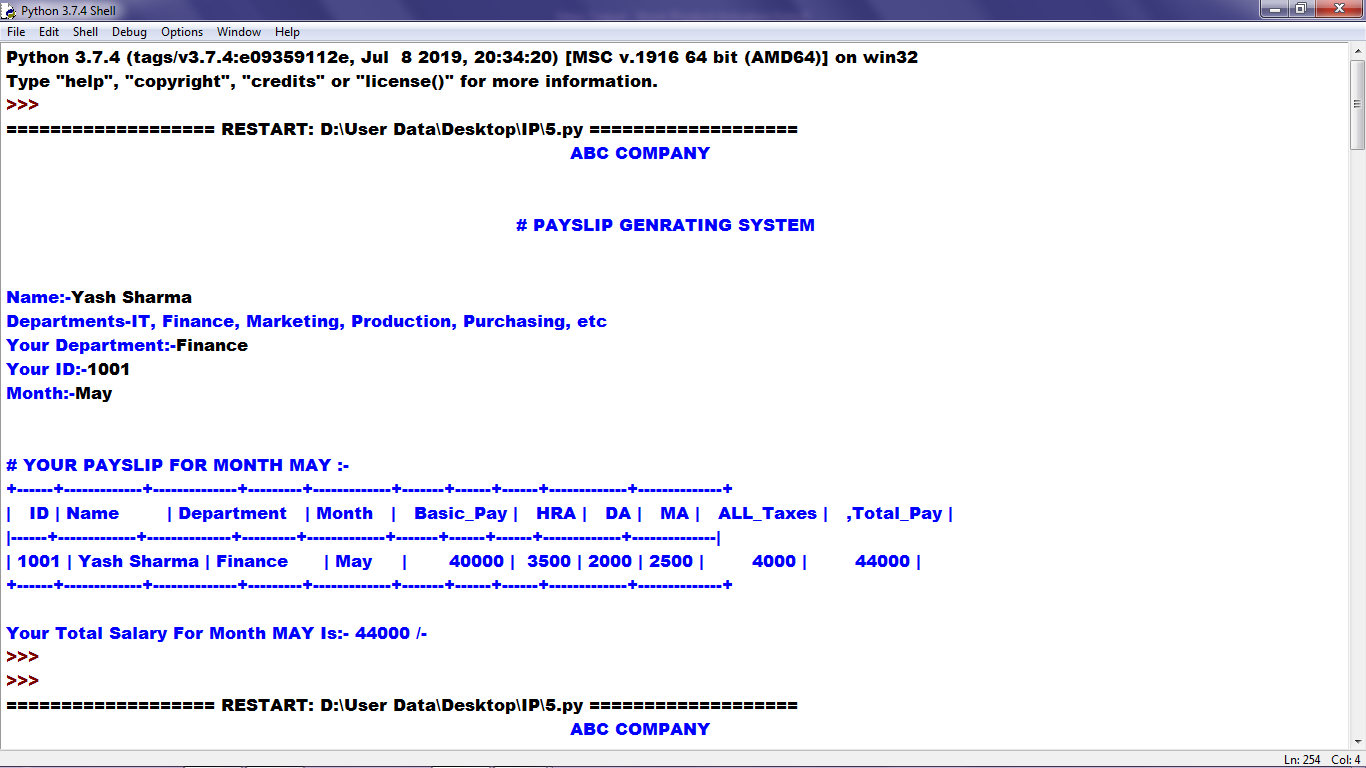 Python 3.7.4 Shell
File Edit Shell Debug Options Window Help
Python 3.7.4 (tags/v3.7.4:e09359112e, Jul  8 2019, 20:34:20) [MSC v.1916 64 bit (AMD64)] on win32
Type "help", "copyright", "credits" or "license()" for more information.
>>>
=================== RESTART: D:\User Data\Desktop\IP\5.py ===================
ABC COMPANY
# PAYSLIP GENRATING SYSTEM
Name:-Yash Sharma
Departments-IT, Finance, Marketing, Production, Purchasing, etc
Your Department:-Finance
Your ID:-1001
Month:-May
# YOUR PAYSLIP FOR MONTH MAY :-
+------+-------------+--------------+---------+-------------+-------+------+------+-------------+--------------+
|   ID | Name        | Department   | Month   |   Basic_Pay |   HRA |   DA |   MA |   ALL_Taxes |   ,Total_Pay |
|------+-------------+--------------+---------+-------------+-------+------+------+-------------+--------------|
| 1001 | Yash Sharma | Finance      | May     |       40000 |  3500 | 2000 | 2500 |        4000 |        44000 |
+------+-------------+--------------+---------+-------------+-------+------+------+-------------+--------------+
Your Total Salary For Month MAY Is:- 44000 /-
>>>
>>>
=================== RESTART: D:\User Data\Desktop\IP\5.py ===================
ABC COMPANY
Ln: 254 Col: 4